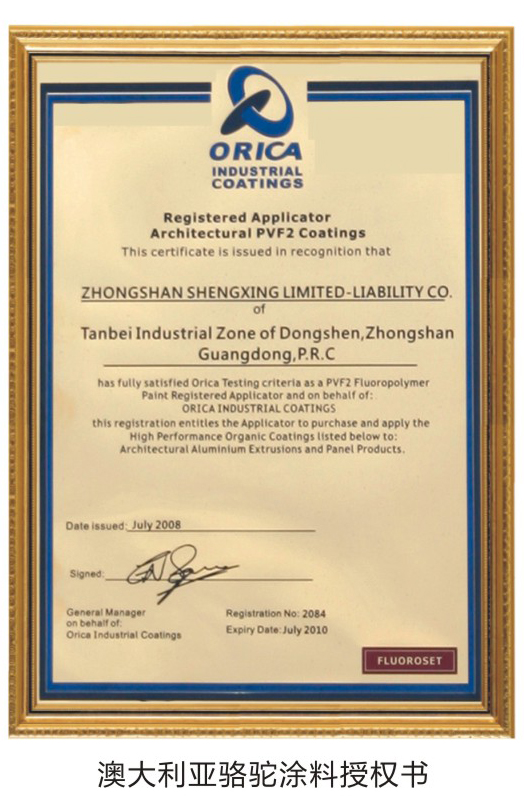 ORICA
INDUSTRIAL
COATINGS
Registered Applicator
Architectural PVF2 Coatings
This certificate is issued in recognition that
ZHONGSHAN SHENGXING LIMITED-LIABILITY CO.
of
Tanbei Industrial Zone of Dongshen,Zhongshan
Guangdong,P.R.C
has fully satisfied Orica Testing criteria as a PVF2 Fluoropolymer
Paint Registered Applicator and on behalf of:
ORICA INDUSTRIAL COATINGS
this registration entitles the Applicator to purchase and apply the
High Performance Organic Coatings listed below to:
Architectural Aluminium Extrusions and Panel Products.
Date issued: July 2008
Signed:
General Manager
on behalf of:
Orica Industrial Coatings
Registration No: 2084
Expiry Date: July 2010
FLUOROSET
澳大利亚骆驼涂料授权书